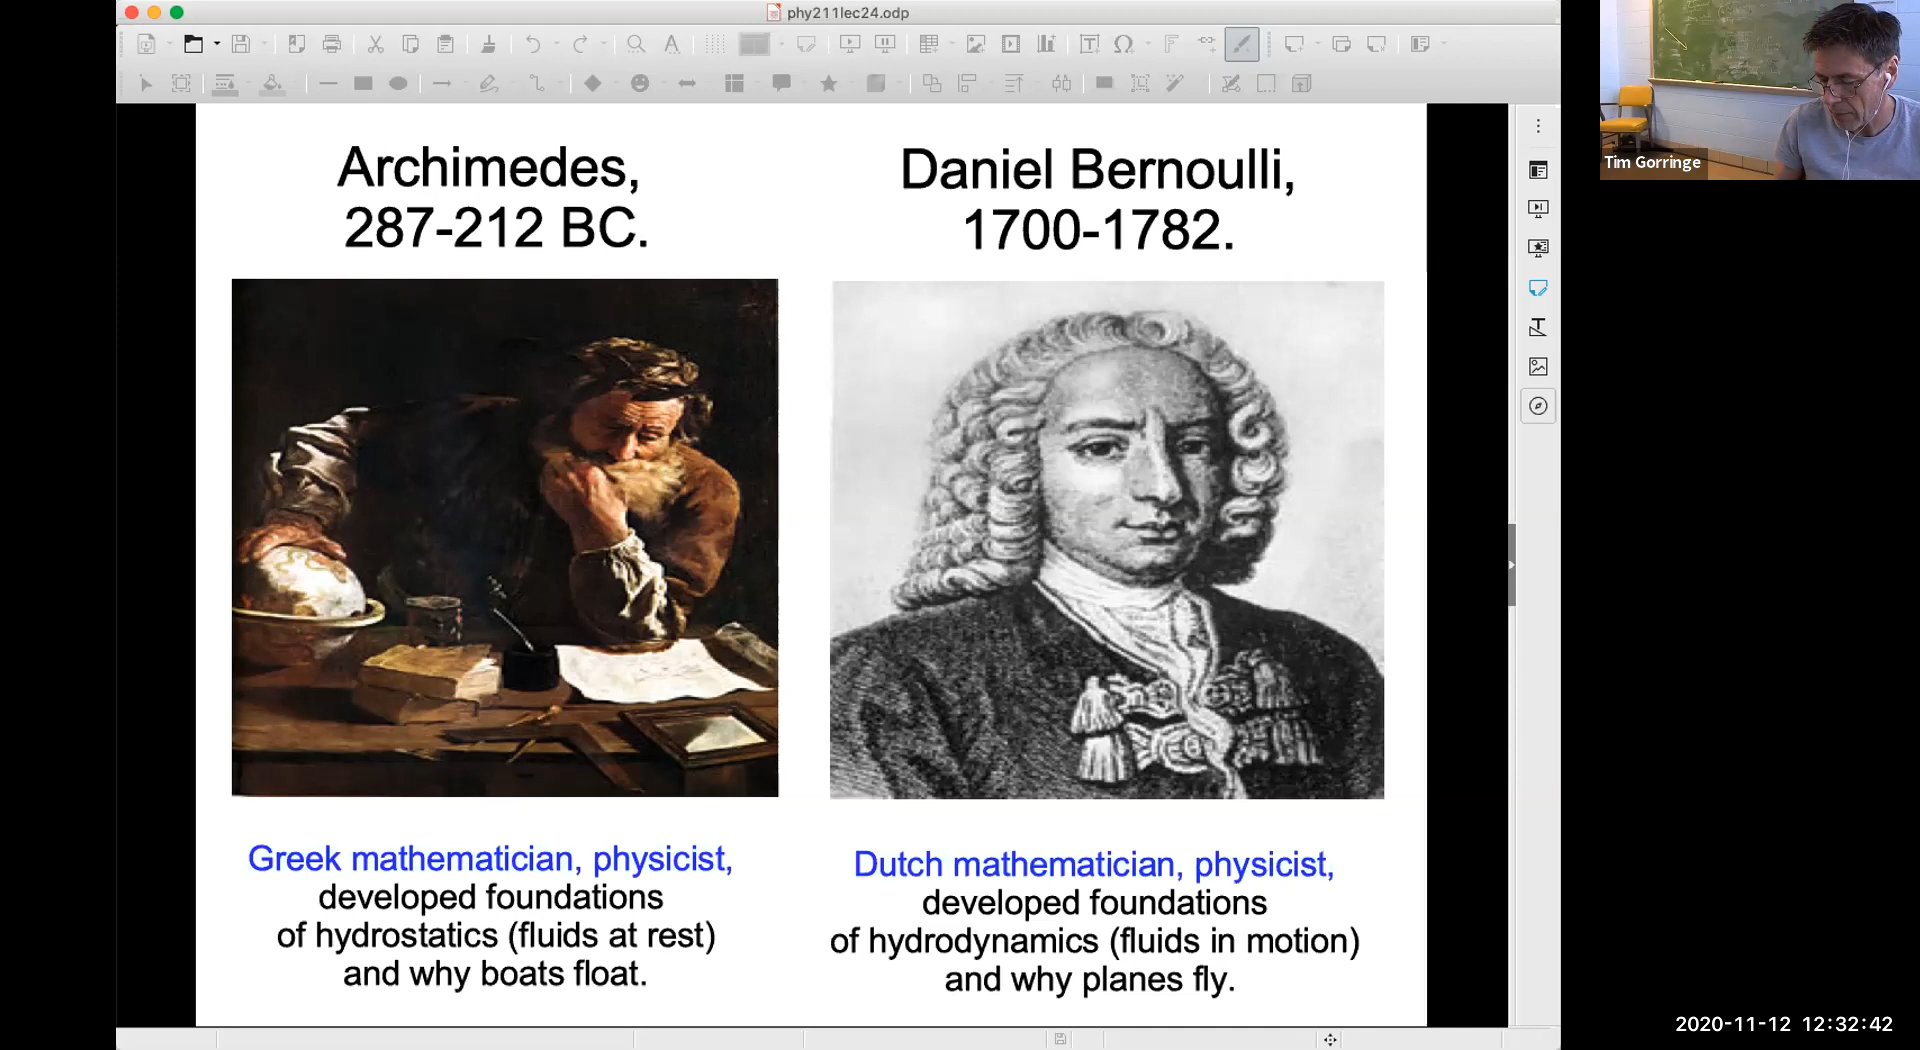 phy211lec24.odp
Archimedes,
287-212 BC.
Daniel Bernoulli,
1700-1782.
Greek mathematician, physicist,
developed foundations
of hydrostatics (fluids at rest)
and why boats float.
Dutch mathematician, physicist,
developed foundations
of hydrodynamics (fluids in motion)
and why planes fly.
Tim Gorringe
2020-11-12 12:32:42